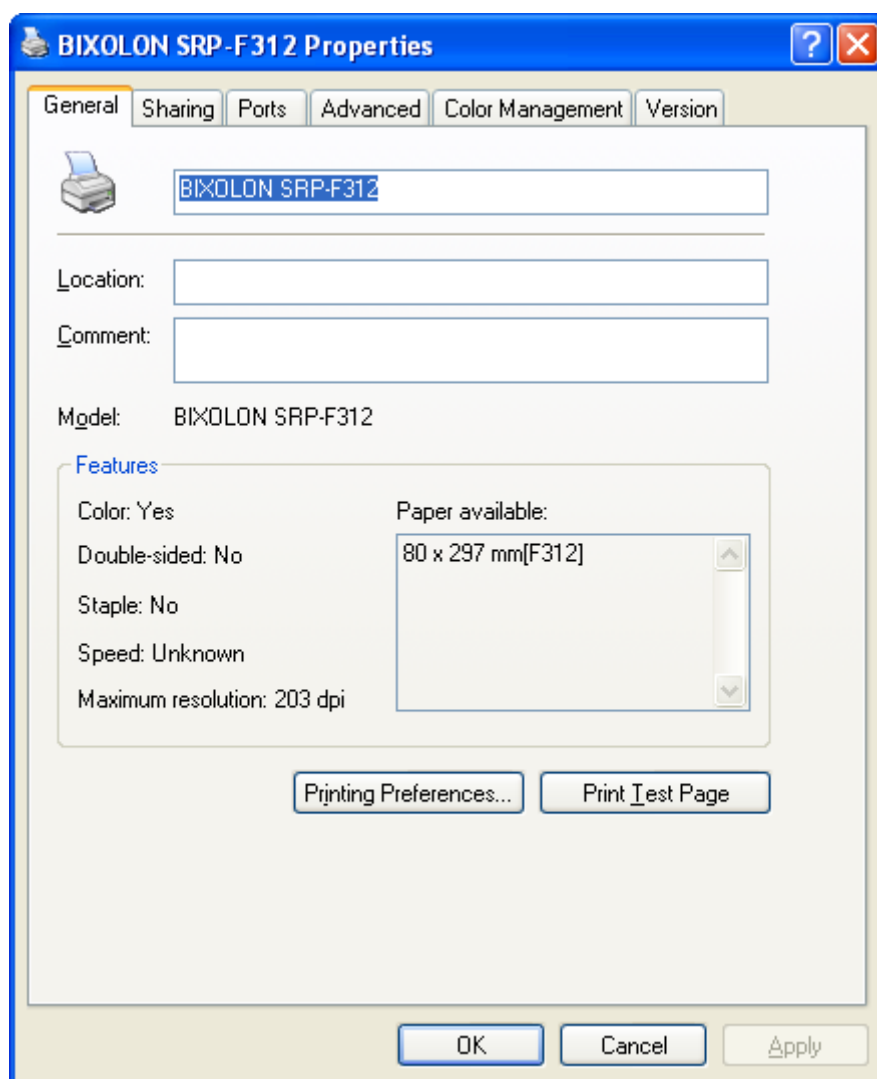 BIXOLON SRP-F312 Properties
General Sharing Ports Advanced Color Management Version
BIXOLON SRP-F312
Location:
Comment:
Model: BIXOLON SRP-F312
Features
Color: Yes
Double-sided: No
Staple: No
Speed: Unknown
Maximum resolution: 203 dpi
Paper available:
80 x 297 mm[F312]
Printing Preferences... Print Test Page
OK Cancel Apply